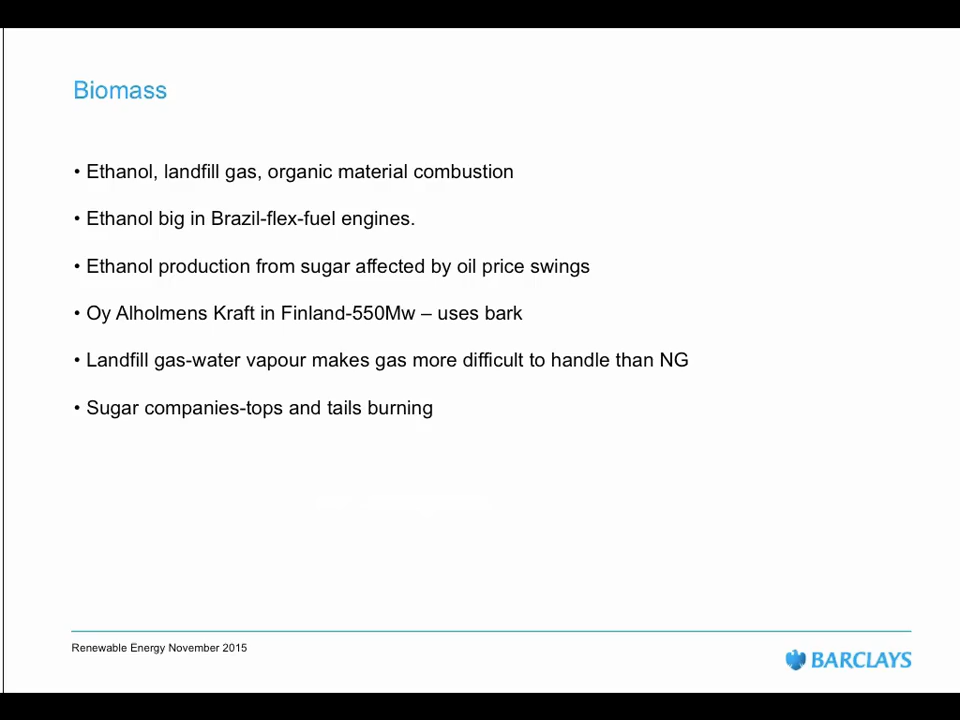 Biomass
• Ethanol, landfill gas, organic material combustion
• Ethanol big in Brazil-flex-fuel engines.
• Ethanol production from sugar affected by oil price swings
• Oy Alholmens Kraft in Finland-550Mw – uses bark
• Landfill gas-water vapour makes gas more difficult to handle than NG
• Sugar companies-tops and tails burning
Renewable Energy November 2015
BARCLAYS